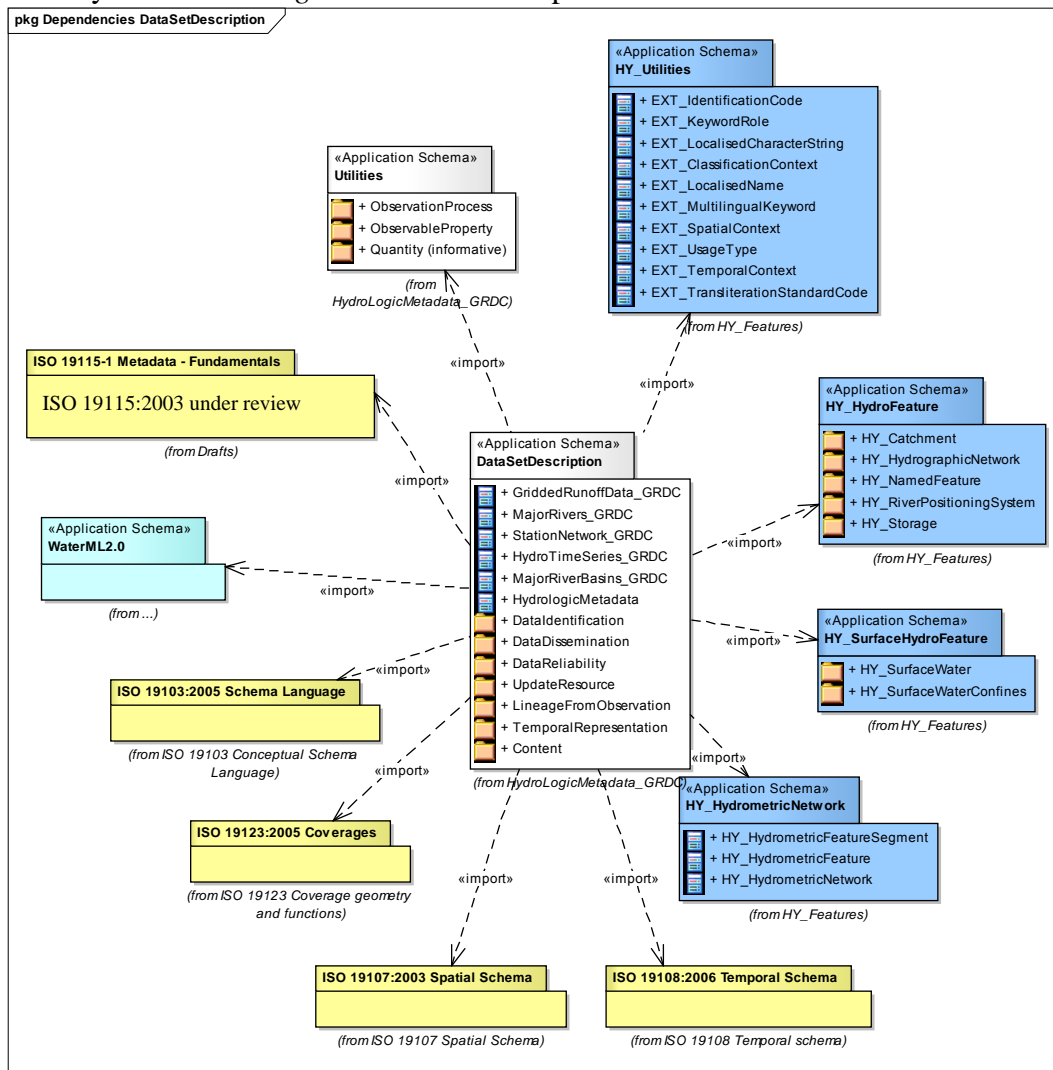 pkg Dependencies DataSetDescription
«Application Schema»
HY_Utilities
+ EXT_IdentificationCode
+ EXT_KeywordRole
+ EXT_LocalisedCharacterString
+ EXT_ClassificationContext
+ EXT_LocalisedName
+ EXT_MultilingualKeyword
+ EXT_SpatialContext
+ EXT_UsageType
+ EXT_TemporalContext
+ EXT_TransliterationStandardCode
(from HY_Features)
«Application Schema»
Utilities
+ ObservationProcess
+ ObservableProperty
+ Quantity (informative)
(from
HydroLogicMetadata_GRDC)
«import»
«import»
ISO 19115-1 Metadata - Fundamentals
ISO 19115:2003 under review
(from Drafts)
«import»
«Application Schema»
HY_HydroFeature
+ HY_Catchment
+ HY_HydrographicNetwork
+ HY_NamedFeature
+ HY_RiverPositioningSystem
+ HY_Storage
(from HY_Features)
«import»
«Application Schema»
DataSetDescription
+ GriddedRunoffData_GRDC
+ MajorRivers_GRDC
+ StationNetwork_GRDC
+ HydroTimeSeries_GRDC
+ MajorRiverBasins_GRDC
+ HydrologicMetadata
+ DataIdentification
+ DataDissemination
+ DataReliability
+ UpdateResource
+ LineageFromObservation
+ TemporalRepresentation
+ Content
(from HydroLogicMetadata_GRDC)
«Application Schema»
WaterML2.0
(from ...)
«import»
«Application Schema»
HY_SurfaceHydroFeature
+ HY_SurfaceWater
+ HY_SurfaceWaterConfines
(from HY_Features)
«import»
ISO 19103:2005 Schema Language
(from ISO 19103 Conceptual Schema
Language)
«import»
«import»
«import»
«Application Schema»
HY_HydrometricNetwork
+ HY_HydrometricFeatureSegment
+ HY_HydrometricFeature
+ HY_HydrometricNetwork
(from HY_Features)
ISO 19123:2005 Coverages
(from ISO 19123 Coverage geometry
and functions)
«import»
«import»
ISO 19107:2003 Spatial Schema
(from ISO 19107 Spatial Schema)
ISO 19108:2006 Temporal Schema
(from ISO 19108 Temporal schema)